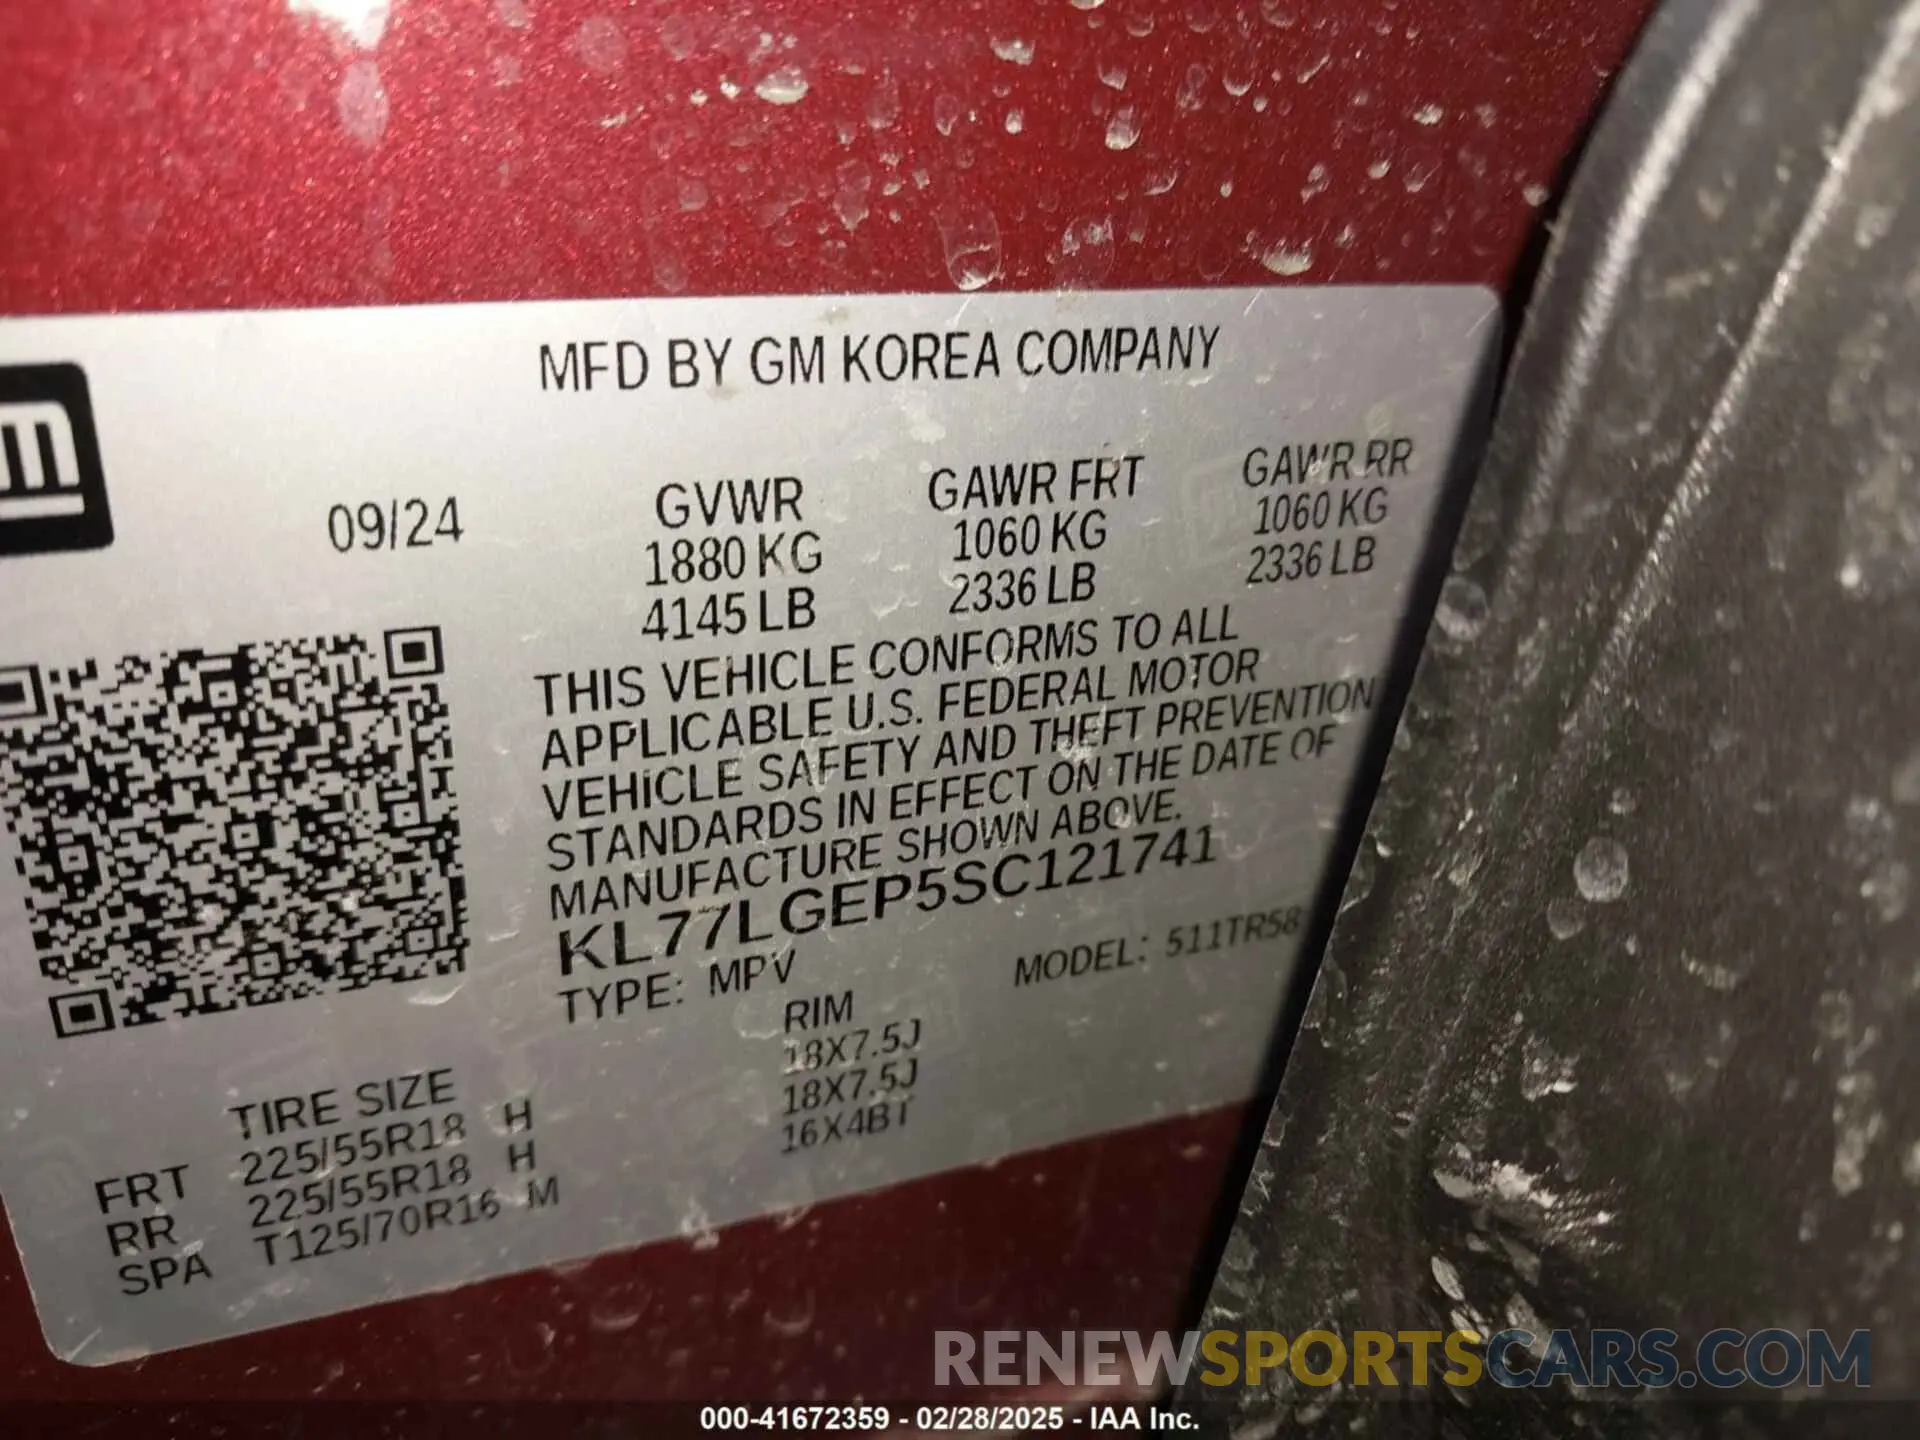 MFD BY GM KOREA COMPANY
GM
09/24 GVWR GAWR FRT GAWR RR
1880 KG 1060 KG 1060 KG
4145 LB 2336 LB 2336 LB
THIS VEHICLE CONFORMS TO ALL
APPLICABLE U.S. FEDERAL MOTOR
VEHICLE SAFETY AND THEFT PREVENTION
STANDARDS IN EFFECT ON THE DATE OF
MANUFACTURE SHOWN ABOVE.
KL77LGEP5SC121741
TYPE: MPV MODEL: 511TR58
TIRE SIZE RIM
FRT 225/55R18 H 18X7.5J
RR 225/55R18 H 18X7.5J
SPA T125/70R16 M 16X4BT
RENEWSPORTSCARS.COM
000-41672359 - 02/28/2025 - IAA Inc.